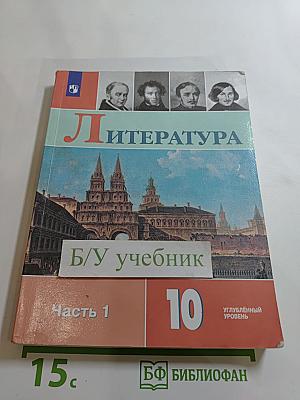 ЛИТЕРАТУРА
Б/У учебник
Часть 1
10
УГЛУБЛЁННЫЙ
УРОВЕНЬ
15с
БФ БИБЛИОФАН